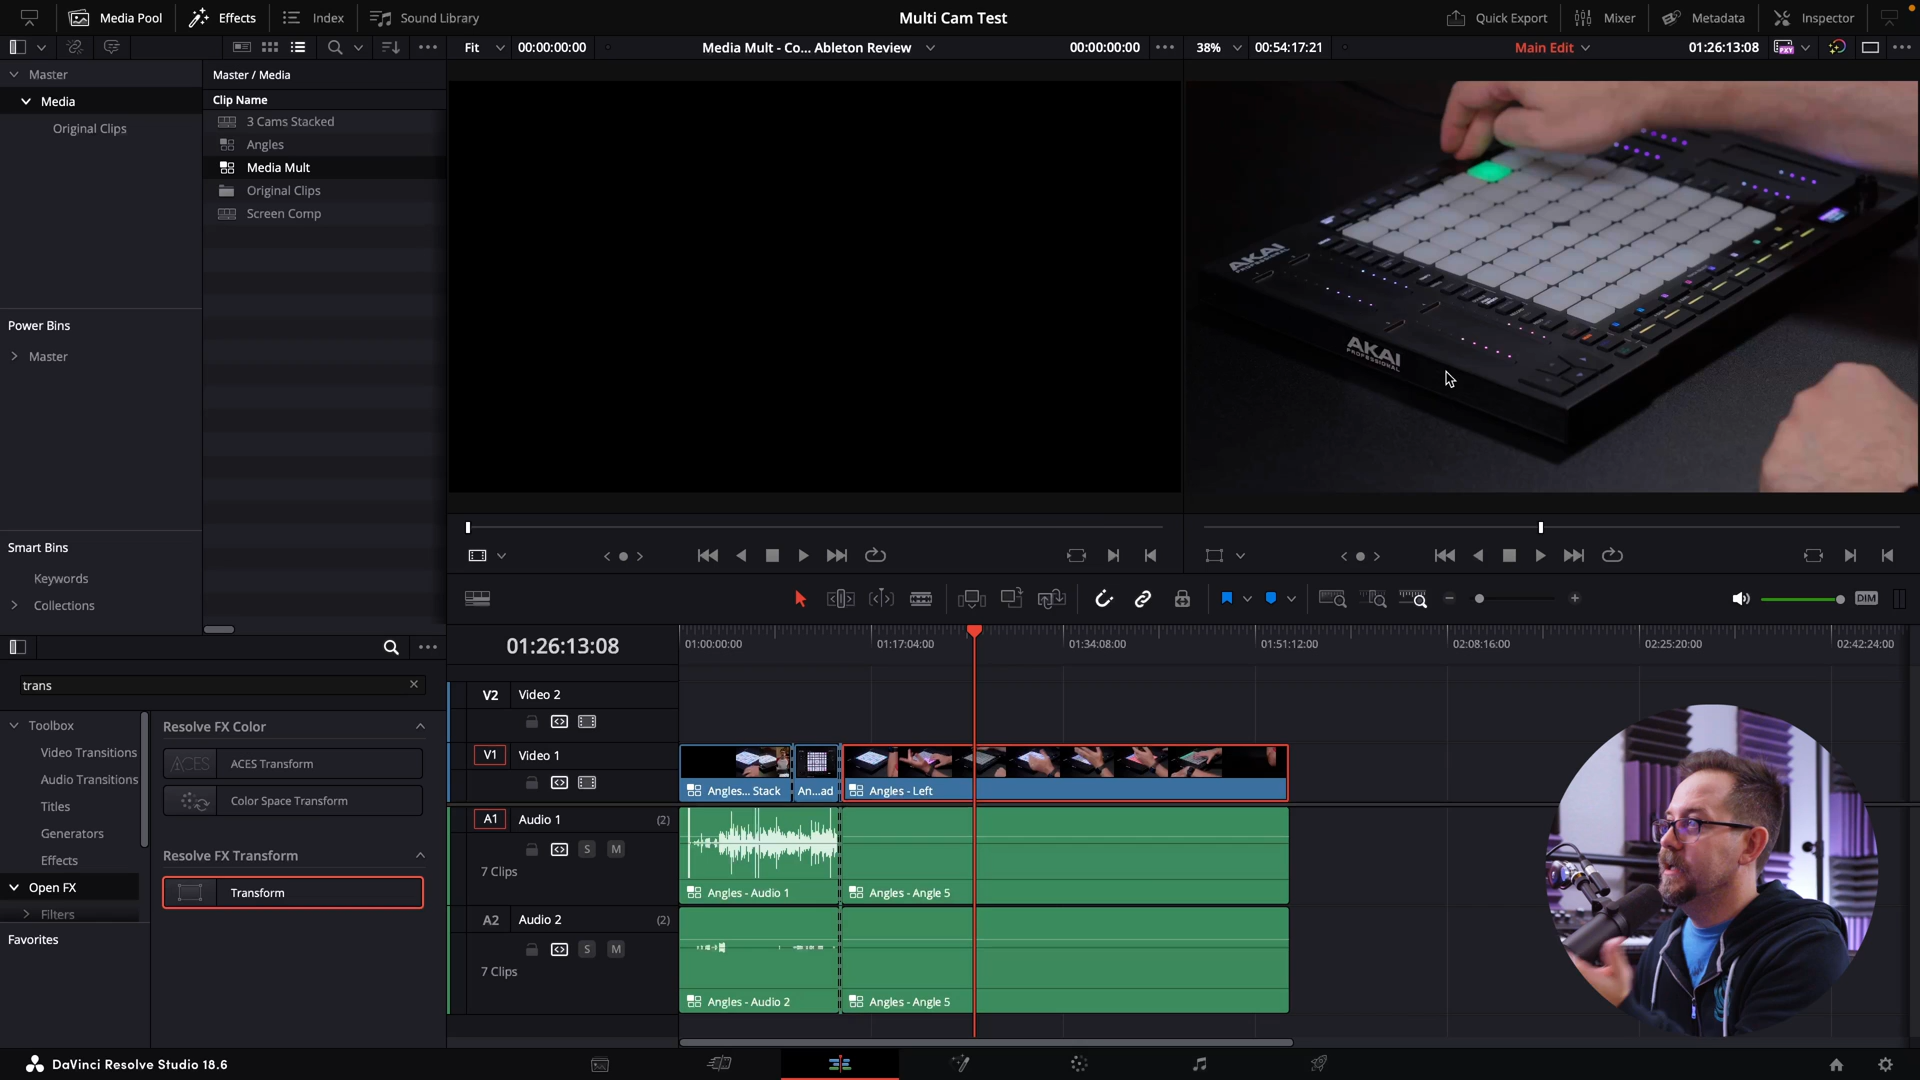 Media Pool Effects Index Sound Library Multi Cam Test Quick Export Mixer Metadata Inspector
Fit 00:00:00:00 Media Mult - Co... Ableton Review 00:00:00:00 38% 00:54:17:21 Main Edit 01:26:13:08
Master
Media
Original Clips
Master / Media
Clip Name
3 Cams Stacked
Angles
Media Mult
Original Clips
Screen Comp
Power Bins
Master
Smart Bins
Keywords
Collections
AKAI
PROFESSIONAL
AKAI
PROFESSIONAL
DIM
trans
Toolbox
Video Transitions
Audio Transitions
Titles
Generators
Effects
Open FX
Filters
Favorites
Resolve FX Color
ACES ACES Transform
Color Space Transform
Resolve FX Transform
Transform
01:26:13:08
01:00:00:00 01:17:04:00 01:34:08:00 01:51:12:00 02:08:16:00 02:25:20:00 02:42:24:00
V2 Video 2
V1 Video 1
Angles... Stack An...ad Angles - Left
A1 Audio 1 (2)
S M
7 Clips
Angles - Audio 1 Angles - Angle 5
A2 Audio 2 (2)
S M
7 Clips
Angles - Audio 2 Angles - Angle 5
DaVinci Resolve Studio 18.6